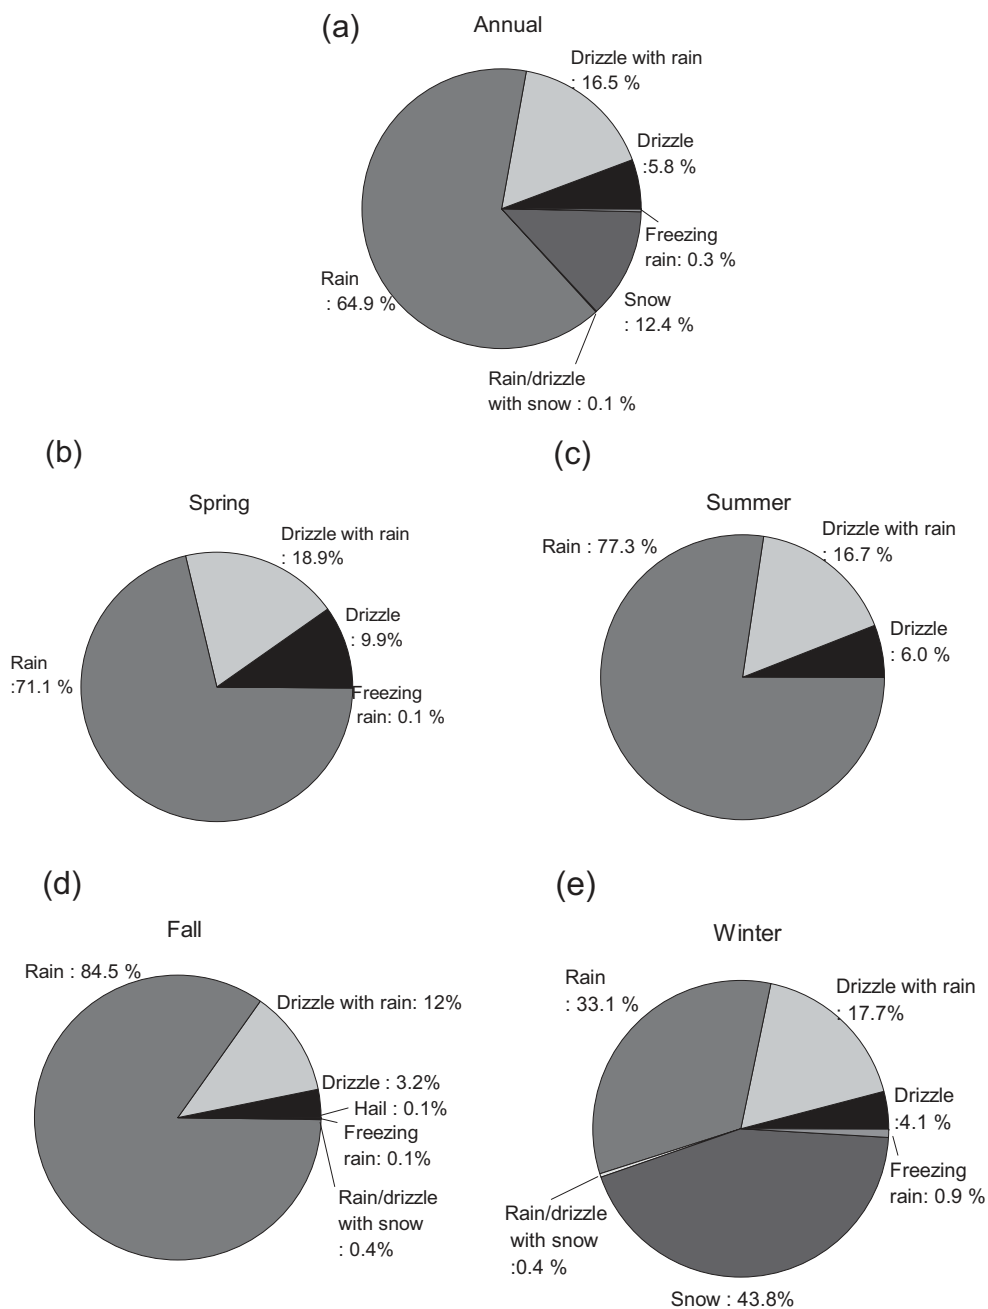 (a)
Annual
Drizzle with rain
: 16.5 %
Drizzle
:5.8 %
Freezing
rain: 0.3 %
Rain
: 64.9 %
Snow
: 12.4 %
Rain/drizzle
with snow : 0.1 %
(b)
Spring
Drizzle with rain
: 18.9%
Drizzle
: 9.9%
Rain
:71.1 %
Freezing
rain: 0.1 %
(c)
Summer
Rain : 77.3 %
Drizzle with rain
: 16.7 %
Drizzle
: 6.0 %
(d)
Fall
Rain : 84.5 %
Drizzle with rain: 12%
Drizzle : 3.2%
Hail : 0.1%
Freezing
rain: 0.1%
Rain/drizzle
with snow
: 0.4%
(e)
Winter
Rain
: 33.1 %
Drizzle with rain
: 17.7%
Drizzle
:4.1 %
Freezing
rain: 0.9 %
Rain/drizzle
with snow
:0.4 %
Snow : 43.8%